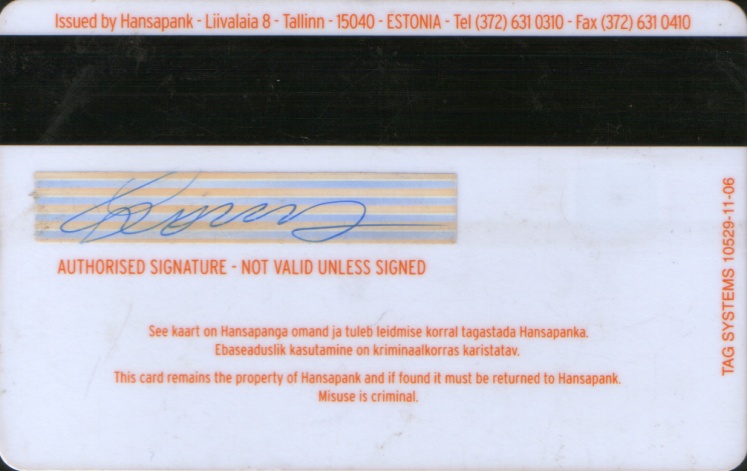 Issued by Hansapank - Liivalaia 8 - Tallinn - 15040 - ESTONIA - Tel (372) 631 0310 - Fax (372) 631 0410
AUTHORISED SIGNATURE - NOT VALID UNLESS SIGNED
TAG SYSTEMS 10529-11-06
See kaart on Hansapanga omand ja tuleb leidmise korral tagastada Hansapanka.
Ebaseaduslik kasutamine on kriminaalkorras karistatav.
This card remains the property of Hansapank and if found it must be returned to Hansapank.
Misuse is criminal.